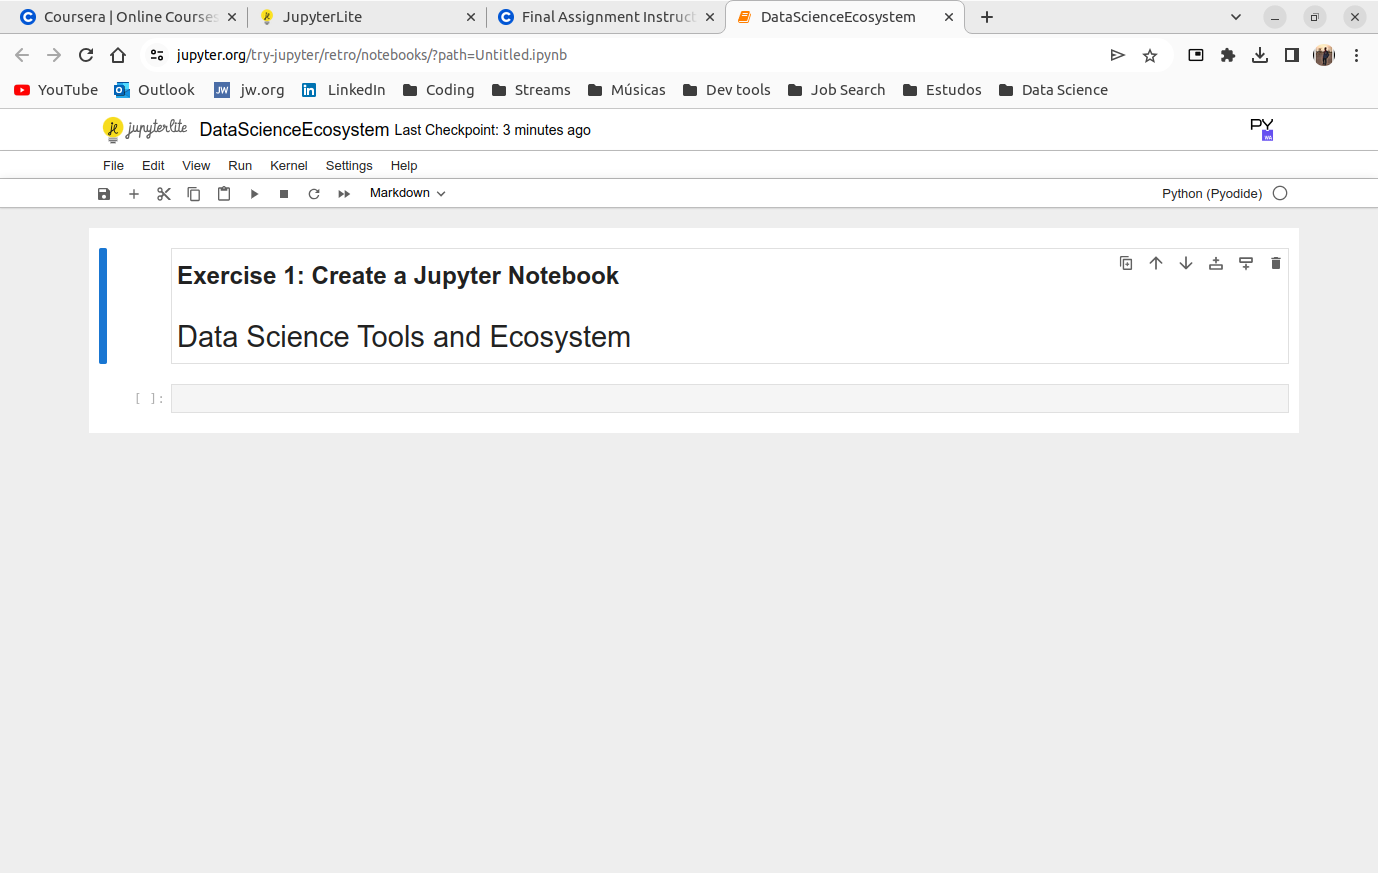 Coursera | Online Courses
JupyterLite
Final Assignment Instruct
DataScienceEcosystem
jupyter.org/try-jupyter/retro/notebooks/?path=Untitled.ipynb
YouTube Outlook JW jw.org LinkedIn Coding Streams Músicas Dev tools Job Search Estudos Data Science
jupyterlite DataScienceEcosystem Last Checkpoint: 3 minutes ago
PY
WA
File Edit View Run Kernel Settings Help
Markdown Python (Pyodide)
Exercise 1: Create a Jupyter Notebook
Data Science Tools and Ecosystem
[ ]: